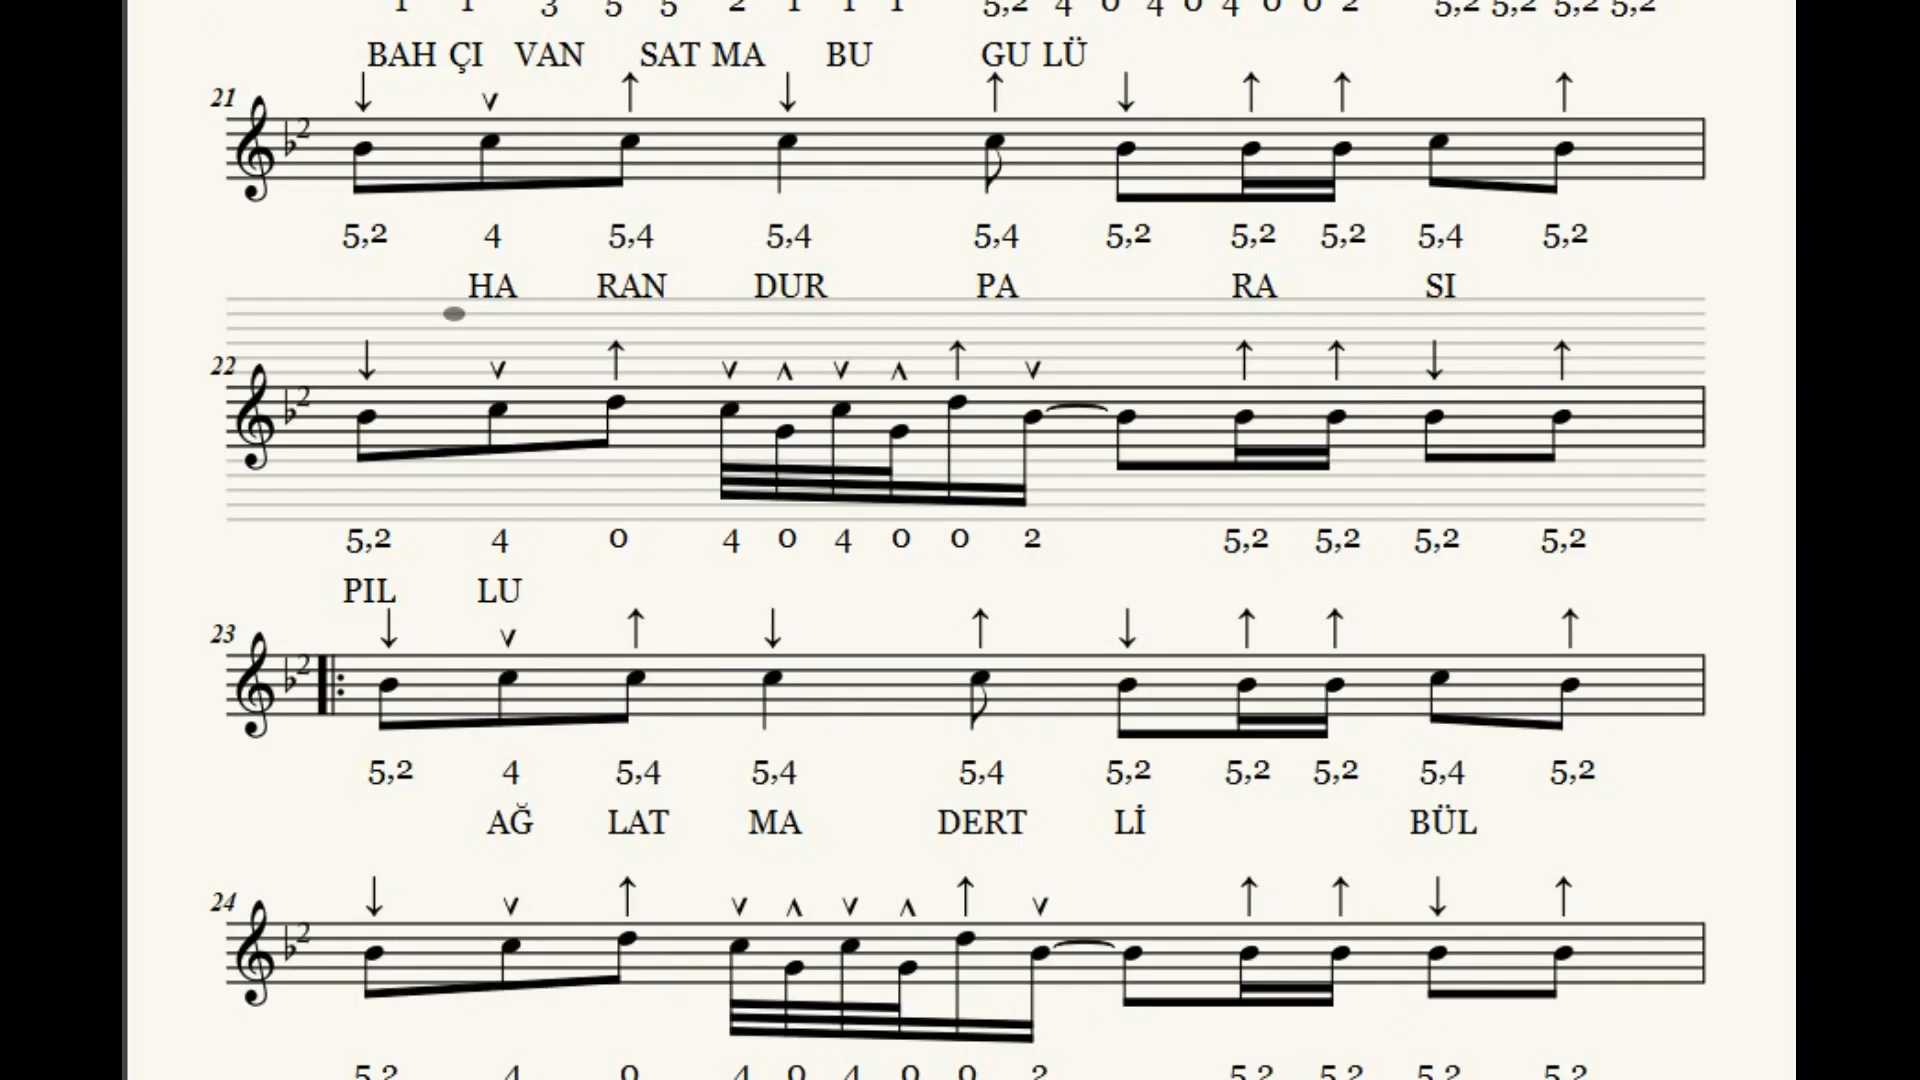 1 1 3 5 5 2 1 1 1 5,2 4 0 4 0 4 0 0 2 5,2 5,2 5,2 5,2
BAH ÇI VAN SAT MA BU GU LÜ
21
2
5,2 4 5,4 5,4 5,4 5,2 5,2 5,2 5,4 5,2
HA RAN DUR PA RA SI
22
2
5,2 4 0 4 0 4 0 0 2 5,2 5,2 5,2 5,2
PIL LU
23
2
5,2 4 5,4 5,4 5,4 5,2 5,2 5,2 5,4 5,2
AĞ LAT MA DERT Lİ BÜL
24
2
5,2 4 0 4 0 4 0 0 2 5,2 5,2 5,2 5,2